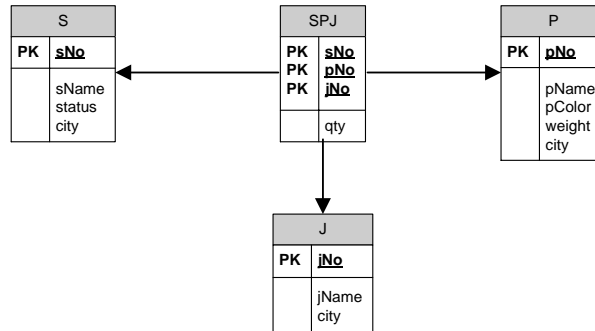 S
PK sNo
sName
status
city
SPJ
PK sNo
PK pNo
PK jNo
qty
P
PK pNo
pName
pColor
weight
city
J
PK jNo
jName
city